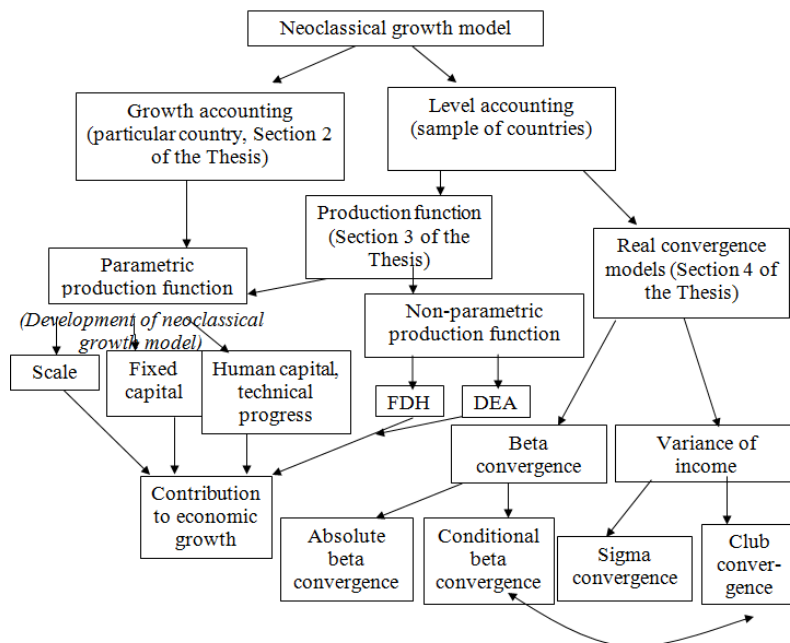 Neoclassical growth model
Growth accounting
(particular country, Section 2
of the Thesis)
Level accounting
(sample of countries)
Production function
(Section 3 of the
Thesis)
Real convergence
models (Section 4 of
the Thesis)
Parametric
production function
(Development of neoclassical
growth model)
Non-parametric
production function
Scale
Fixed
capital
Human capital,
technical
progress
FDH
DEA
Beta
convergence
Variance of
income
Contribution
to economic
growth
Absolute
beta
convergence
Conditional
beta
convergence
Sigma
convergence
Club
conver-
gence